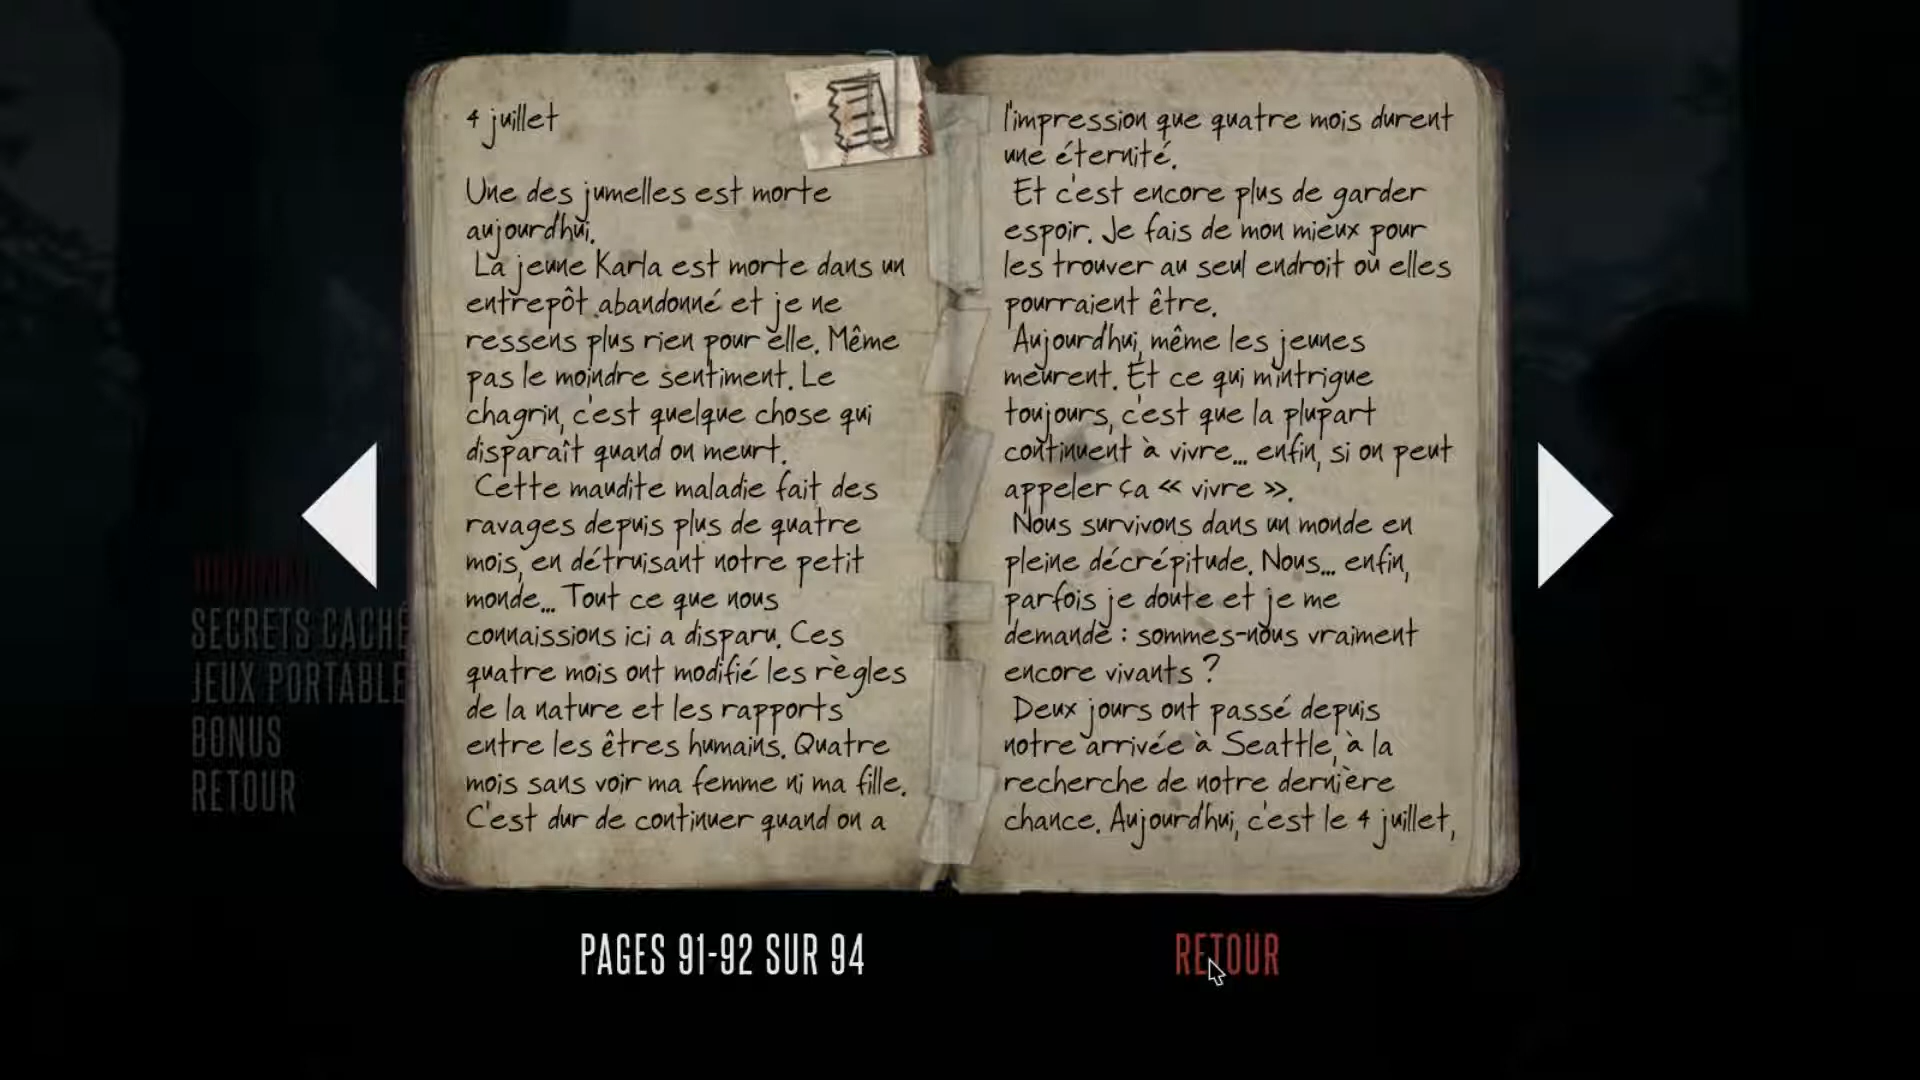 4 juillet
Une des jumelles est morte
aujourd'hui.
La jeune Karla est morte dans un
entrepôt abandonné et je ne
ressens plus rien pour elle. Même
pas le moindre sentiment. Le
chagrin, c'est quelque chose qui
disparaît quand on meurt.
Cette maudite maladie fait des
ravages depuis plus de quatre
mois, en détruisant notre petit
monde... Tout ce que nous
connaissions ici a disparu. Ces
quatre mois ont modifié les règles
de la nature et les rapports
entre les êtres humains. Quatre
mois sans voir ma femme ni ma fille.
C'est dur de continuer quand on a
l'impression que quatre mois durent
une éternité.
Et c'est encore plus de garder
espoir. Je fais de mon mieux pour
les trouver au seul endroit où elles
pourraient être.
Aujourd'hui, même les jeunes
meurent. Et ce qui m'intrigue
toujours, c'est que la plupart
continuent à vivre... enfin, si on peut
appeler ça « vivre ».
Nous survivons dans un monde en
pleine décrépitude. Nous... enfin,
parfois je doute et je me
demande : sommes-nous vraiment
encore vivants ?
Deux jours ont passé depuis
notre arrivée à Seattle, à la
recherche de notre dernière
chance. Aujourd'hui, c'est le 4 juillet,
SECRETS CACHÉ
JEUX PORTABLE
BONUS
RETOUR
PAGES 91-92 SUR 94
RETOUR